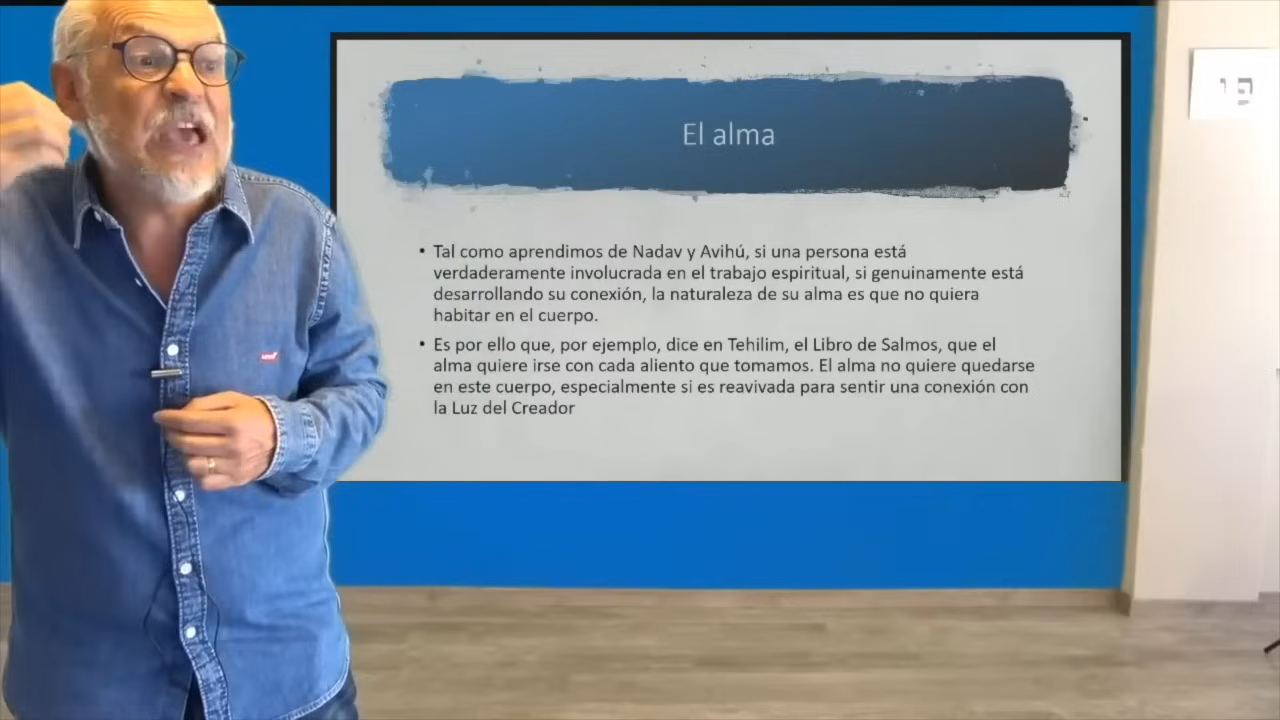 El alma
• Tal como aprendimos de Nadav y Avihú, si una persona está
verdaderamente involucrada en el trabajo espiritual, si genuinamente está
desarrollando su conexión, la naturaleza de su alma es que no quiera
habitar en el cuerpo.
• Es por ello que, por ejemplo, dice en Tehilim, el Libro de Salmos, que el
alma quiere irse con cada aliento que tomamos. El alma no quiere quedarse
en este cuerpo, especialmente si es reavivada para sentir una conexión con
la Luz del Creador